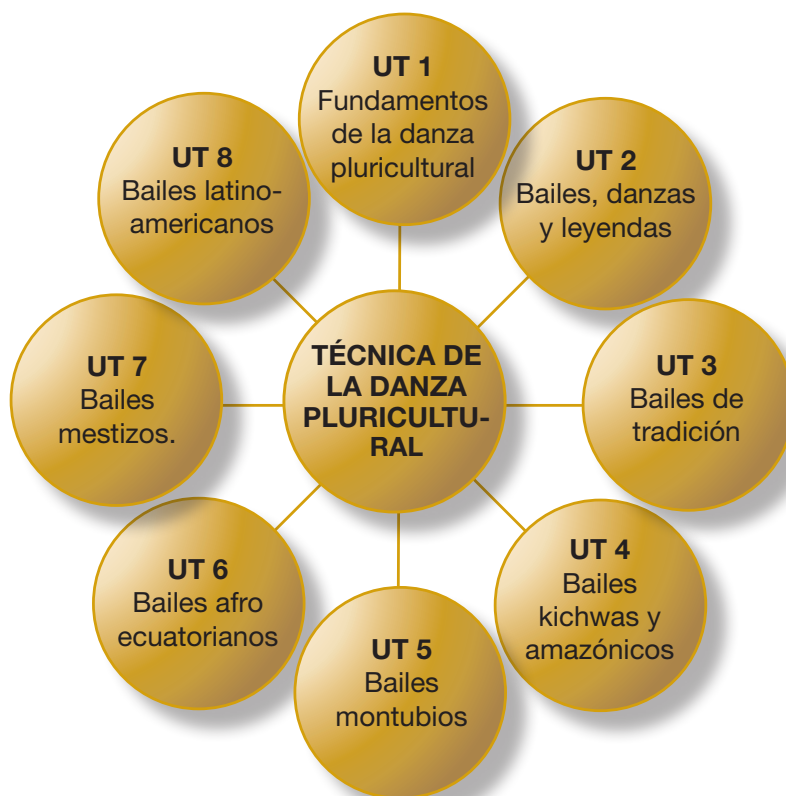 UT 1
Fundamentos
de la danza
pluricultural
UT 2
Bailes, danzas
y leyendas
UT 3
Bailes de
tradición
UT 4
Bailes
kichwas y
amazónicos
UT 5
Bailes
montubios
UT 6
Bailes afro
ecuatorianos
UT 7
Bailes
mestizos.
UT 8
Bailes latino-
americanos
TÉCNICA DE
LA DANZA
PLURICULTU-
RAL